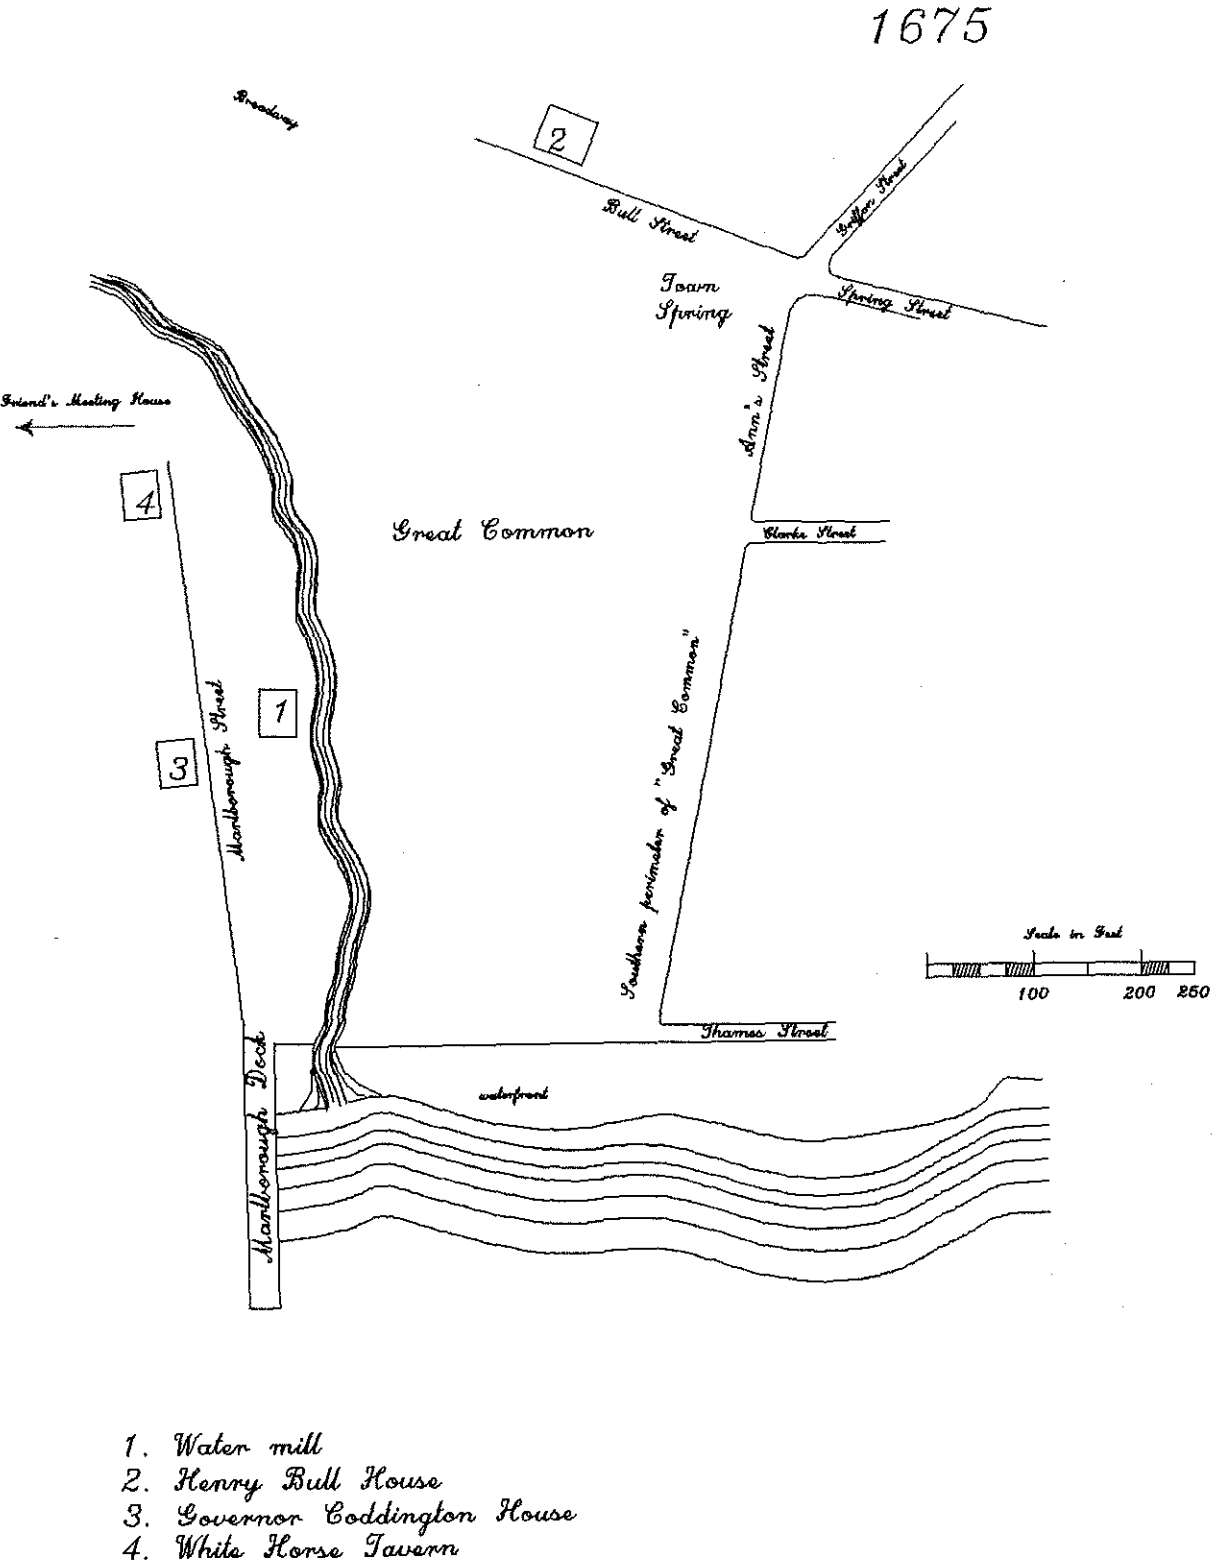 1675
Broadway
2
Bull Street
Griffon Street
Town
Spring
Spring Street
Ann's Street
Friend's Meeting House
4
Great Common
Clarke Street
Marlborough Street
1
3
Southern perimeter of "Great Common"
Scale in Feet
100 200 250
Thames Street
Marlborough Dock
waterfront
1. Water mill
2. Henry Bull House
3. Governor Coddington House
4. White Horse Tavern